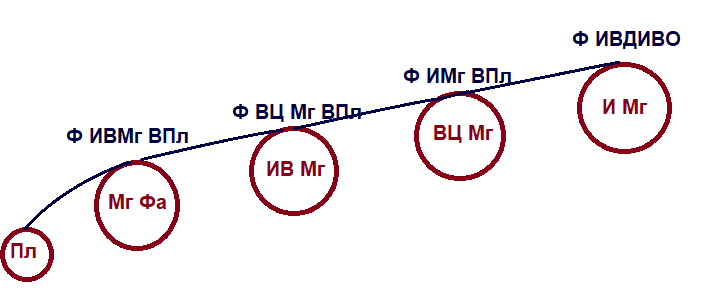 Ф ИВДИВО
Ф ИМг ВПл
Ф ВЦ Мг ВПл
Ф ИВМг ВПл
Пл
Мг Фа
ИВ Мг
ВЦ Мг
И Мг